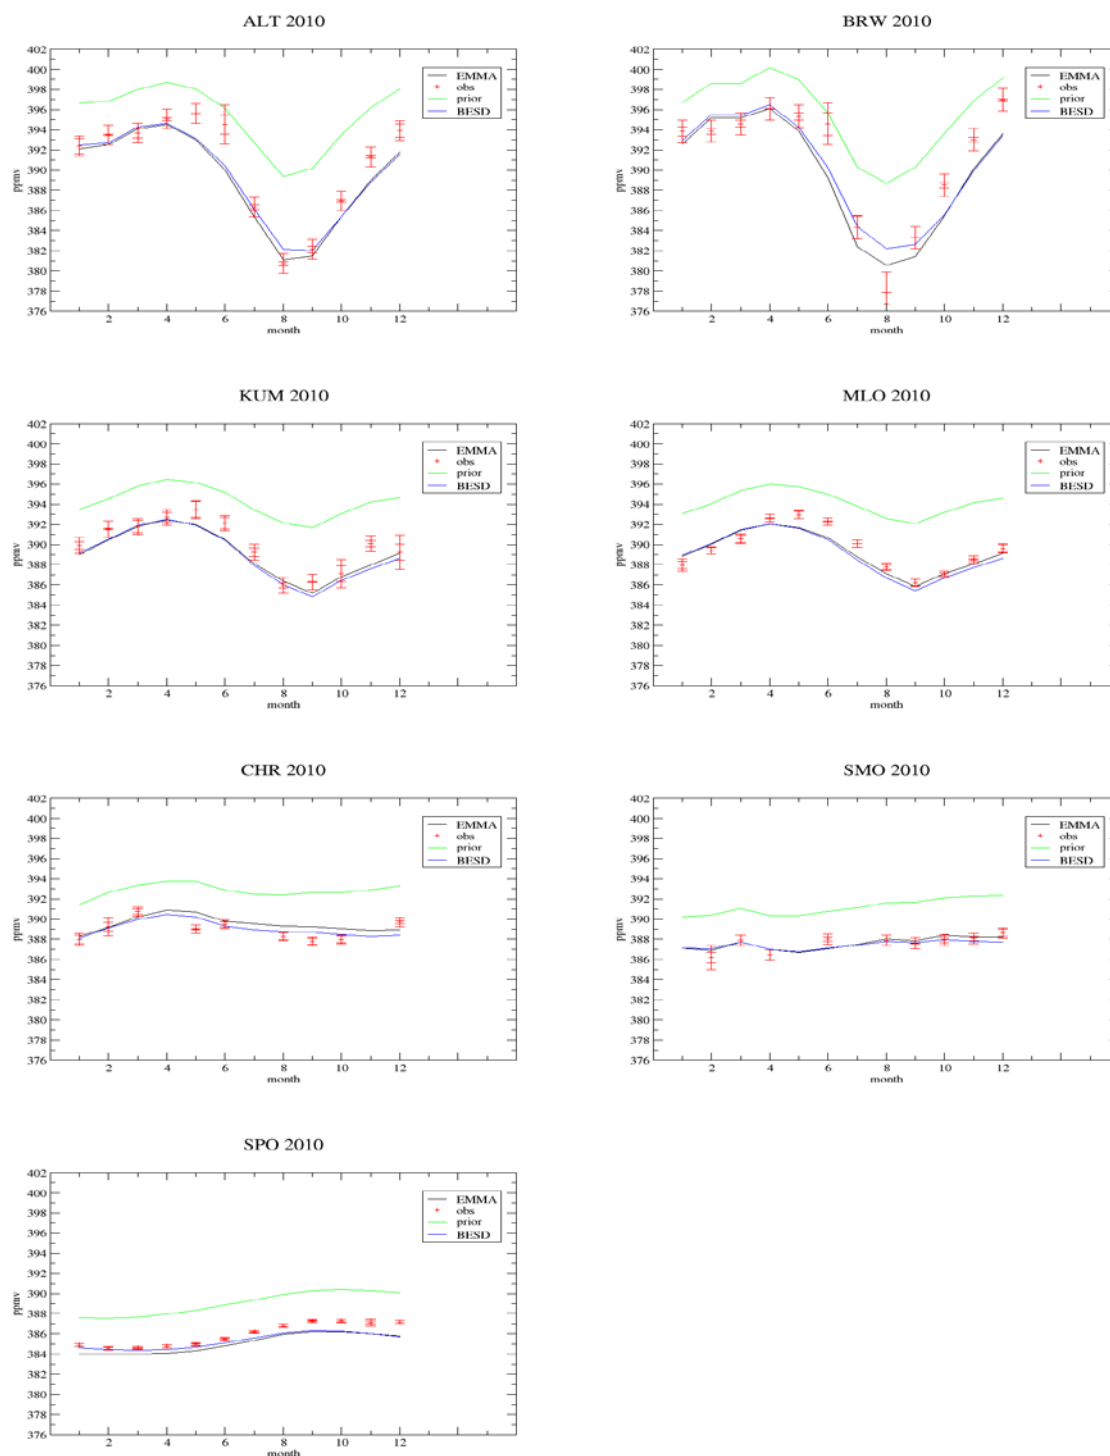 ALT 2010
402
400
398
396
394
392
390
388
386
384
382
380
378
376
ppmv
2
4
6
8
10
12
month
EMMA
obs
prior
BESD
BRW 2010
402
400
398
396
394
392
390
388
386
384
382
380
378
376
ppmv
2
4
6
8
10
12
month
EMMA
obs
prior
BESD
KUM 2010
402
400
398
396
394
392
390
388
386
384
382
380
378
376
ppmv
2
4
6
8
10
12
month
EMMA
obs
prior
BESD
MLO 2010
402
400
398
396
394
392
390
388
386
384
382
380
378
376
ppmv
2
4
6
8
10
12
month
EMMA
obs
prior
BESD
CHR 2010
402
400
398
396
394
392
390
388
386
384
382
380
378
376
ppmv
2
4
6
8
10
12
month
EMMA
obs
prior
BESD
SMO 2010
402
400
398
396
394
392
390
388
386
384
382
380
378
376
ppmv
2
4
6
8
10
12
month
EMMA
obs
prior
BESD
SPO 2010
402
400
398
396
394
392
390
388
386
384
382
380
378
376
ppmv
2
4
6
8
10
12
month
EMMA
obs
prior
BESD